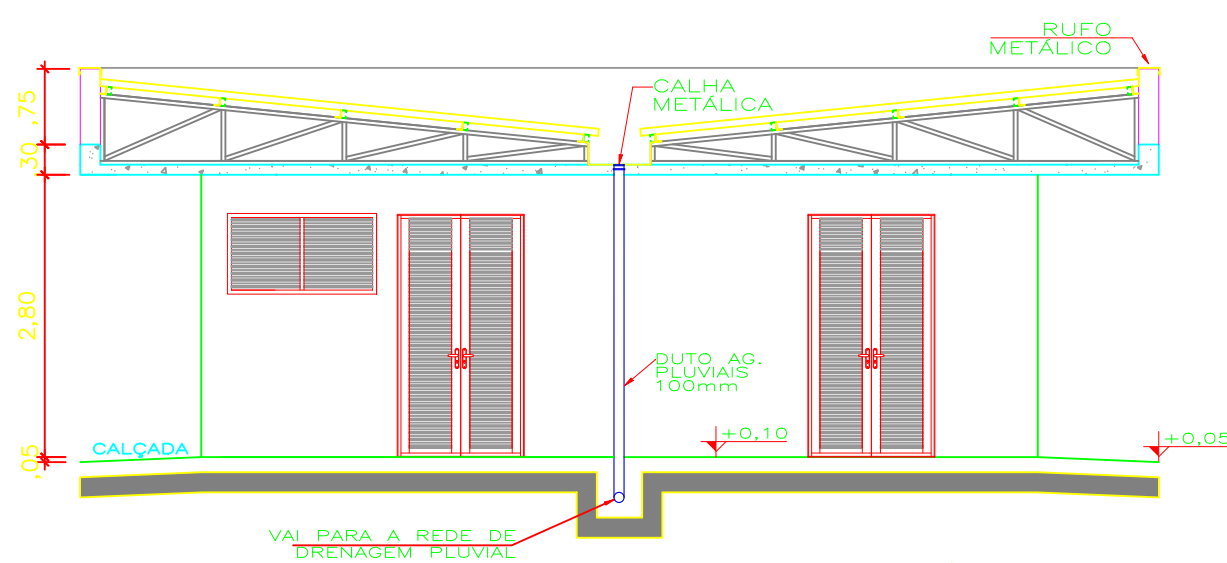 RUFO
METÁLICO
CALHA
METÁLICA
,75
30
2,80
,05
DUTO AG.
PLUVIAIS
100mm
+0,10
+0,05
CALÇADA
VAI PARA A REDE DE
DRENAGEM PLUVIAL